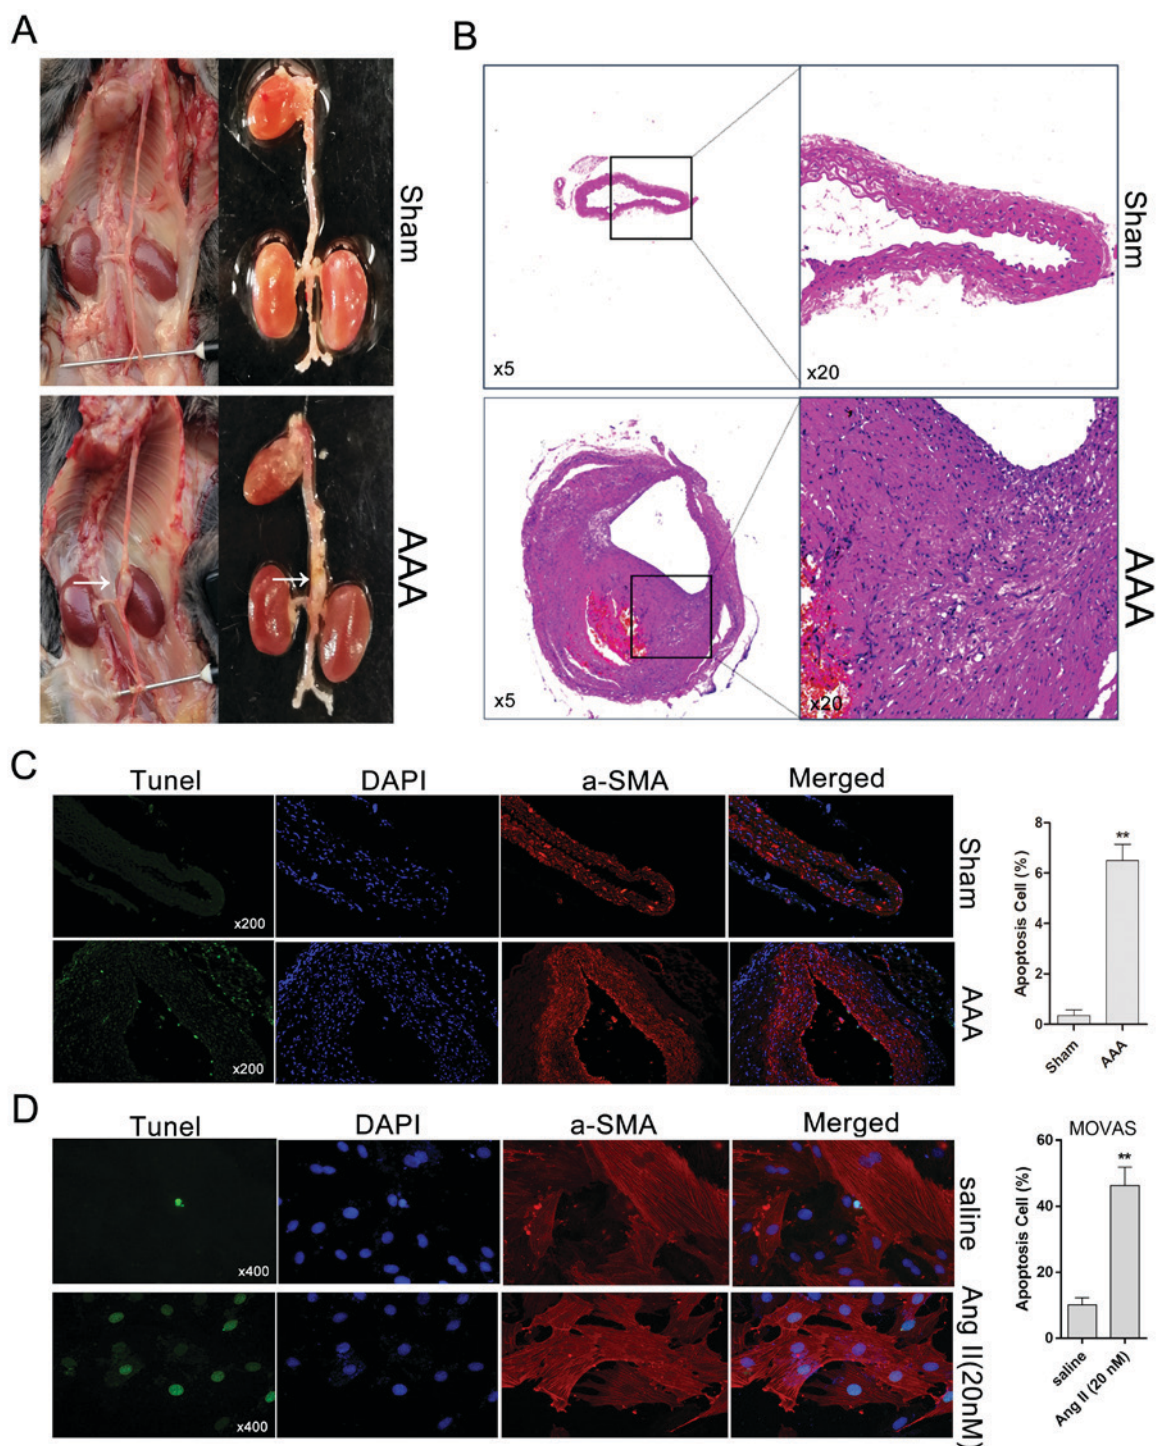 A
B
Sham
AAA
x5
x20
Sham
x5
x20
AAA
C
Tunel
DAPI
a-SMA
Merged
x200
Sham
x200
AAA
Apoptosis Cell (%)
8
6
4
2
0
**
Sham
AAA
D
Tunel
DAPI
a-SMA
Merged
x400
saline
x400
Ang II(20nM)
MOVAS
Apoptosis Cell (%)
60
40
20
0
**
saline
Ang II (20 nM)